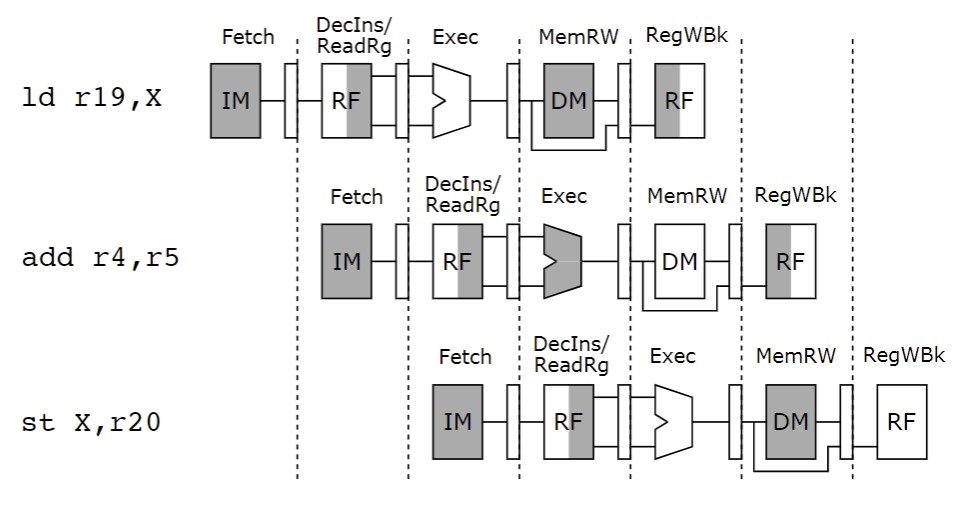 Fetch DecIns/ReadRg Exec MemRW RegWBk
ld r19,X IM RF DM RF
Fetch DecIns/ReadRg Exec MemRW RegWBk
add r4,r5 IM RF DM RF
Fetch DecIns/ReadRg Exec MemRW RegWBk
st X,r20 IM RF DM RF